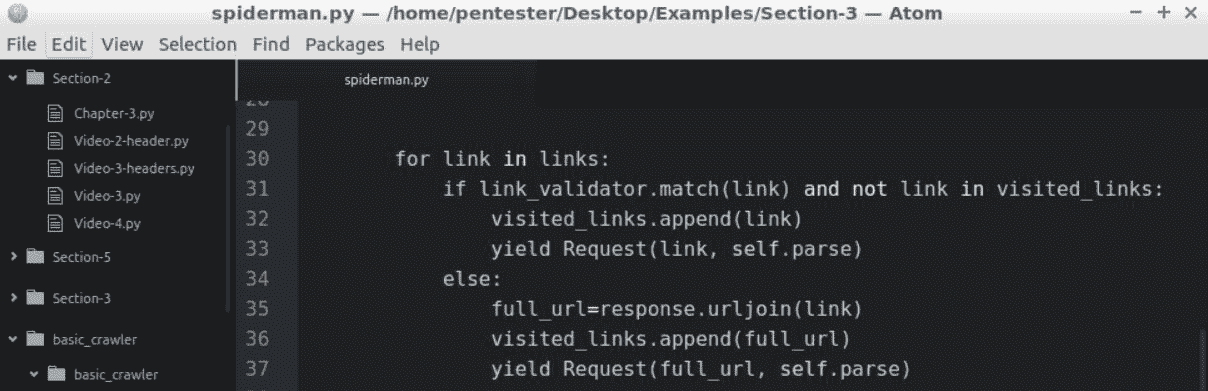 spiderman.py — /home/pentester/Desktop/Examples/Section-3 — Atom
File Edit View Selection Find Packages Help
Section-2
Chapter-3.py
Video-2-header.py
Video-3-headers.py
Video-3.py
Video-4.py
Section-5
Section-3
basic_crawler
basic_crawler
spiderman.py
28
29
30 for link in links:
31 if link_validator.match(link) and not link in visited_links:
32 visited_links.append(link)
33 yield Request(link, self.parse)
34 else:
35 full_url=response.urljoin(link)
36 visited_links.append(full_url)
37 yield Request(full_url, self.parse)